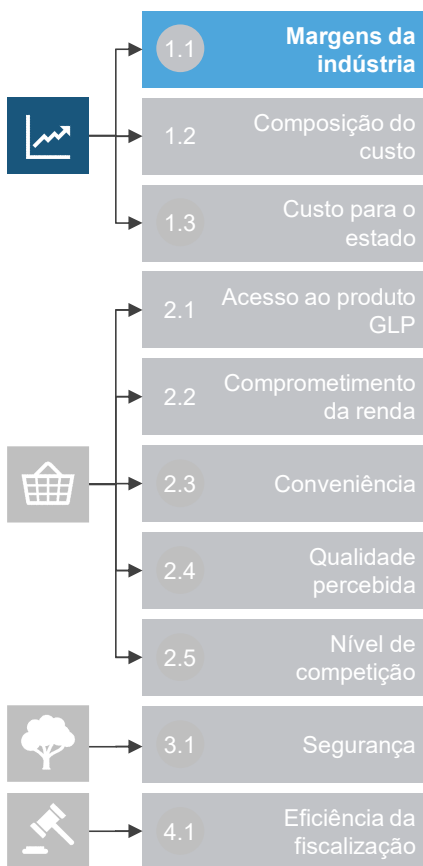 1.1
Margens da
indústria
1.2
Composição do
custo
1.3
Custo para o
estado
2.1
Acesso ao produto
GLP
2.2
Comprometimento
da renda
2.3
Conveniência
2.4
Qualidade
percebida
2.5
Nível de
competição
3.1
Segurança
4.1
Eficiência da
fiscalização